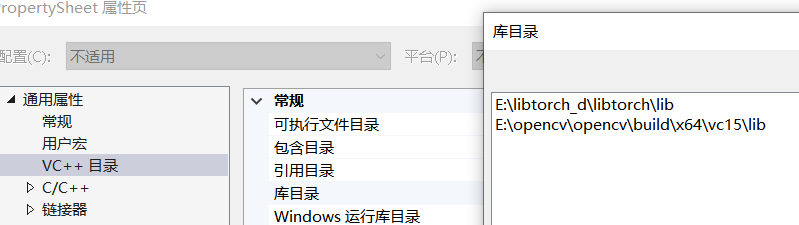 PropertySheet 属性页
配置(C):
不适用
平台(P):
通用属性
常规
用户宏
VC++ 目录
C/C++
链接器
常规
可执行文件目录
包含目录
引用目录
库目录
Windows 运行库目录
库目录
E:\libtorch_d\libtorch\lib
E:\opencv\opencv\build\x64\vc15\lib